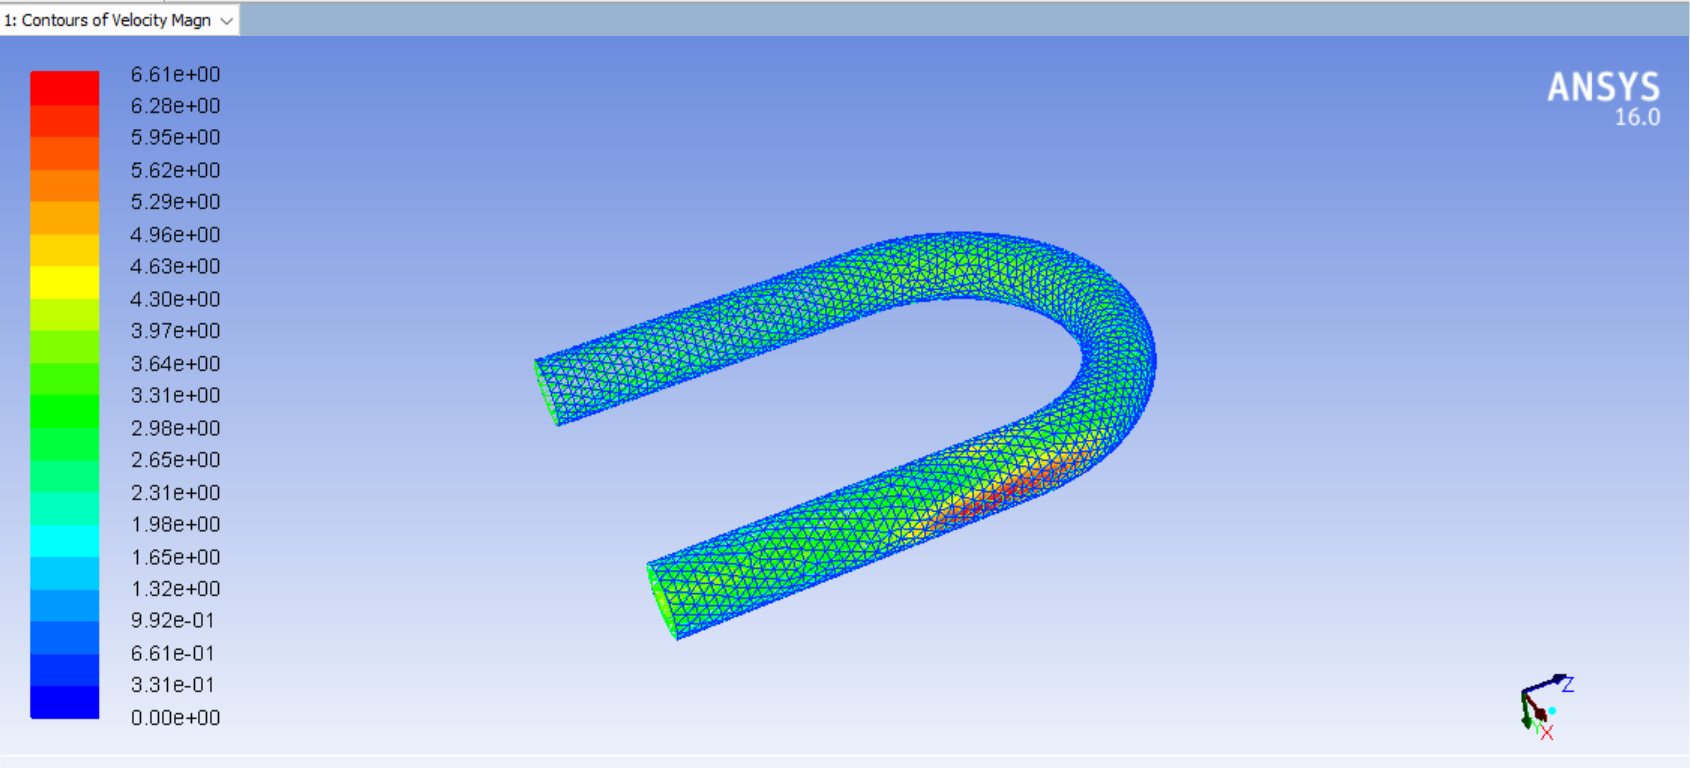 1: Contours of Velocity Magn
6.61e+00
6.28e+00
5.95e+00
5.62e+00
5.29e+00
4.96e+00
4.63e+00
4.30e+00
3.97e+00
3.64e+00
3.31e+00
2.98e+00
2.65e+00
2.31e+00
1.98e+00
1.65e+00
1.32e+00
9.92e-01
6.61e-01
3.31e-01
0.00e+00
ANSYS
16.0
Z
Y
X